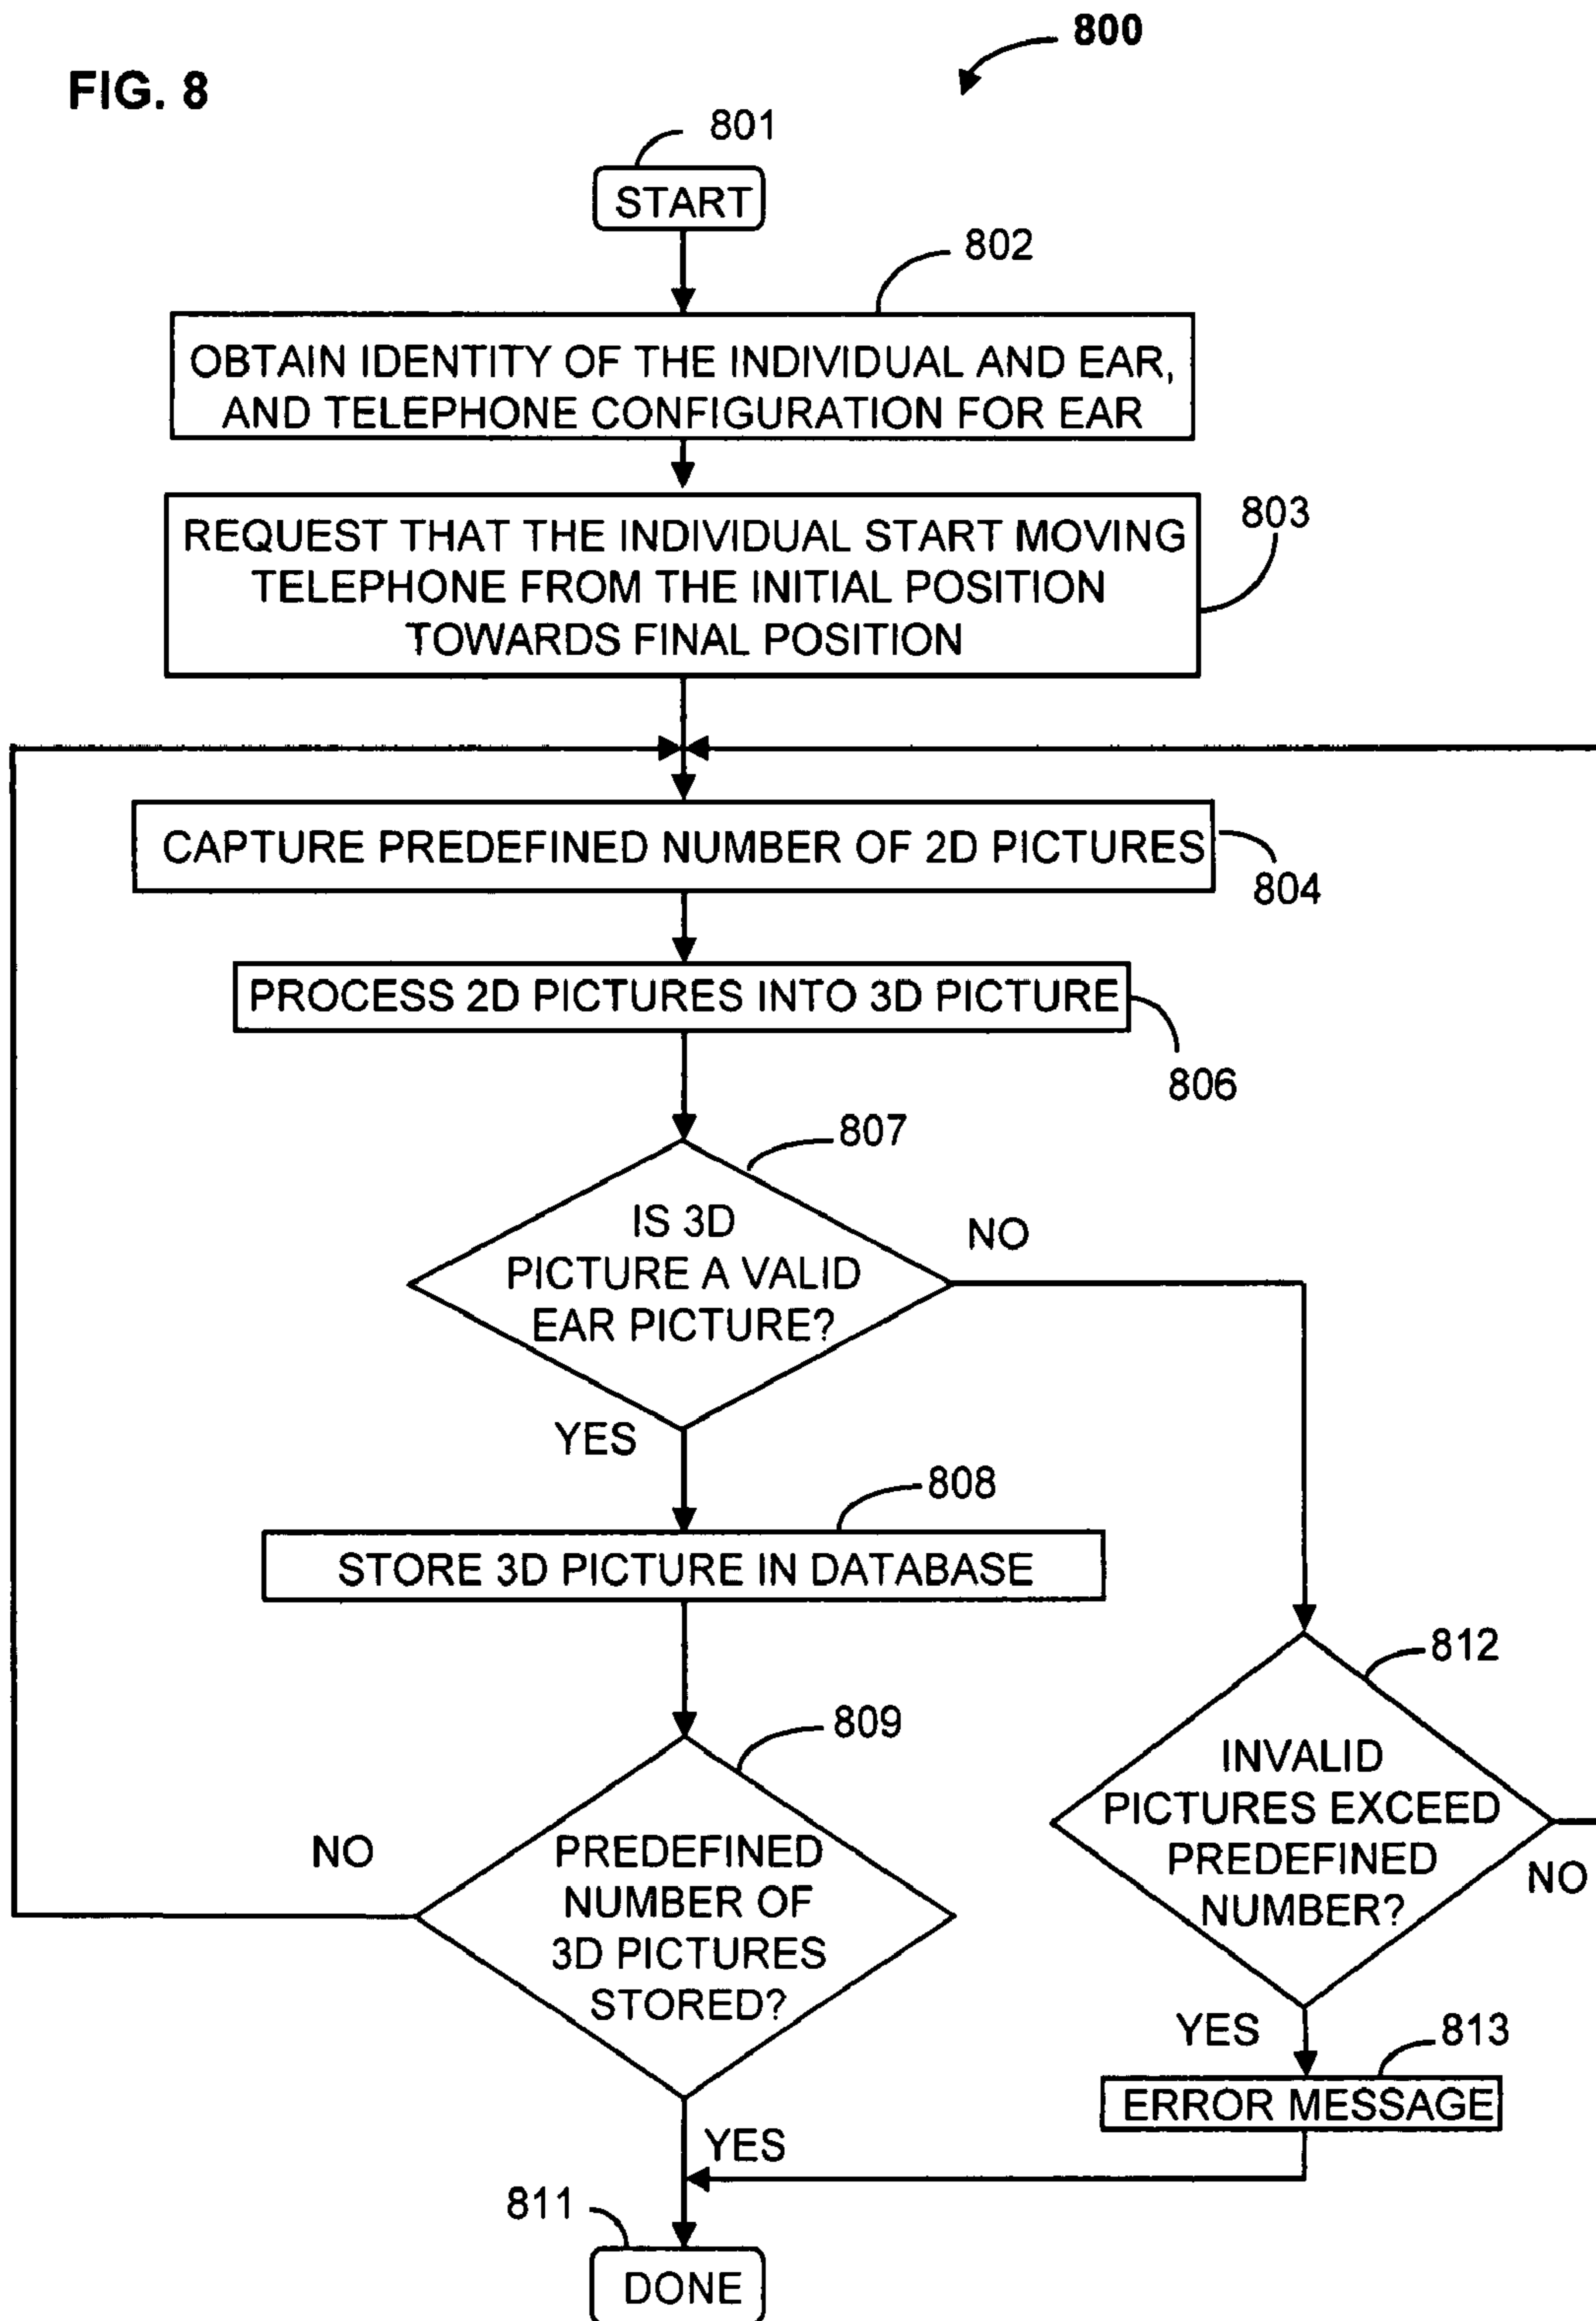 800
FIG. 8
801
START
802
OBTAIN IDENTITY OF THE INDIVIDUAL AND EAR,
AND TELEPHONE CONFIGURATION FOR EAR
803
REQUEST THAT THE INDIVIDUAL START MOVING
TELEPHONE FROM THE INITIAL POSITION
TOWARDS FINAL POSITION
CAPTURE PREDEFINED NUMBER OF 2D PICTURES
804
PROCESS 2D PICTURES INTO 3D PICTURE
806
807
IS 3D
PICTURE A VALID
EAR PICTURE?
NO
YES
808
STORE 3D PICTURE IN DATABASE
809
PREDEFINED
NUMBER OF
3D PICTURES
STORED?
NO
YES
812
INVALID
PICTURES EXCEED
PREDEFINED
NUMBER?
NO
YES
813
ERROR MESSAGE
811
DONE